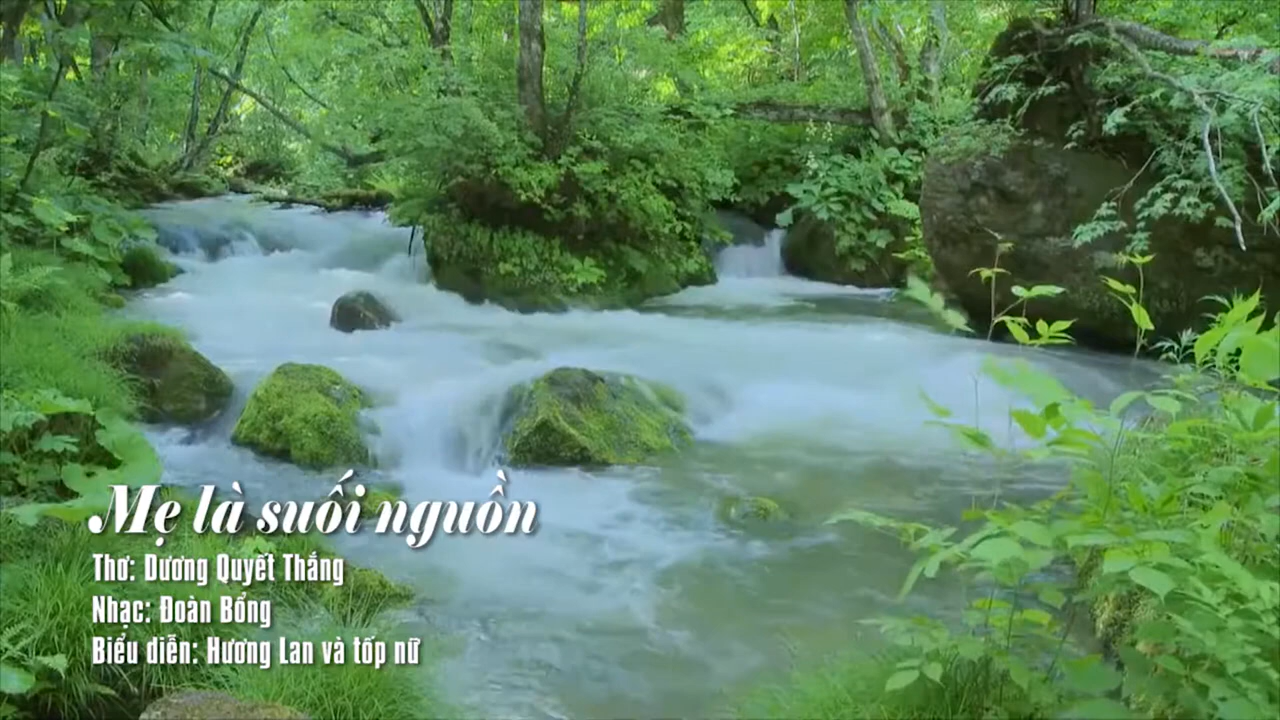 Mẹ là suối nguồn
Thơ: Dương Quyết Thắng
Nhạc: Đoàn Bổng
Biểu diễn: Hương Lan và tốp nữ